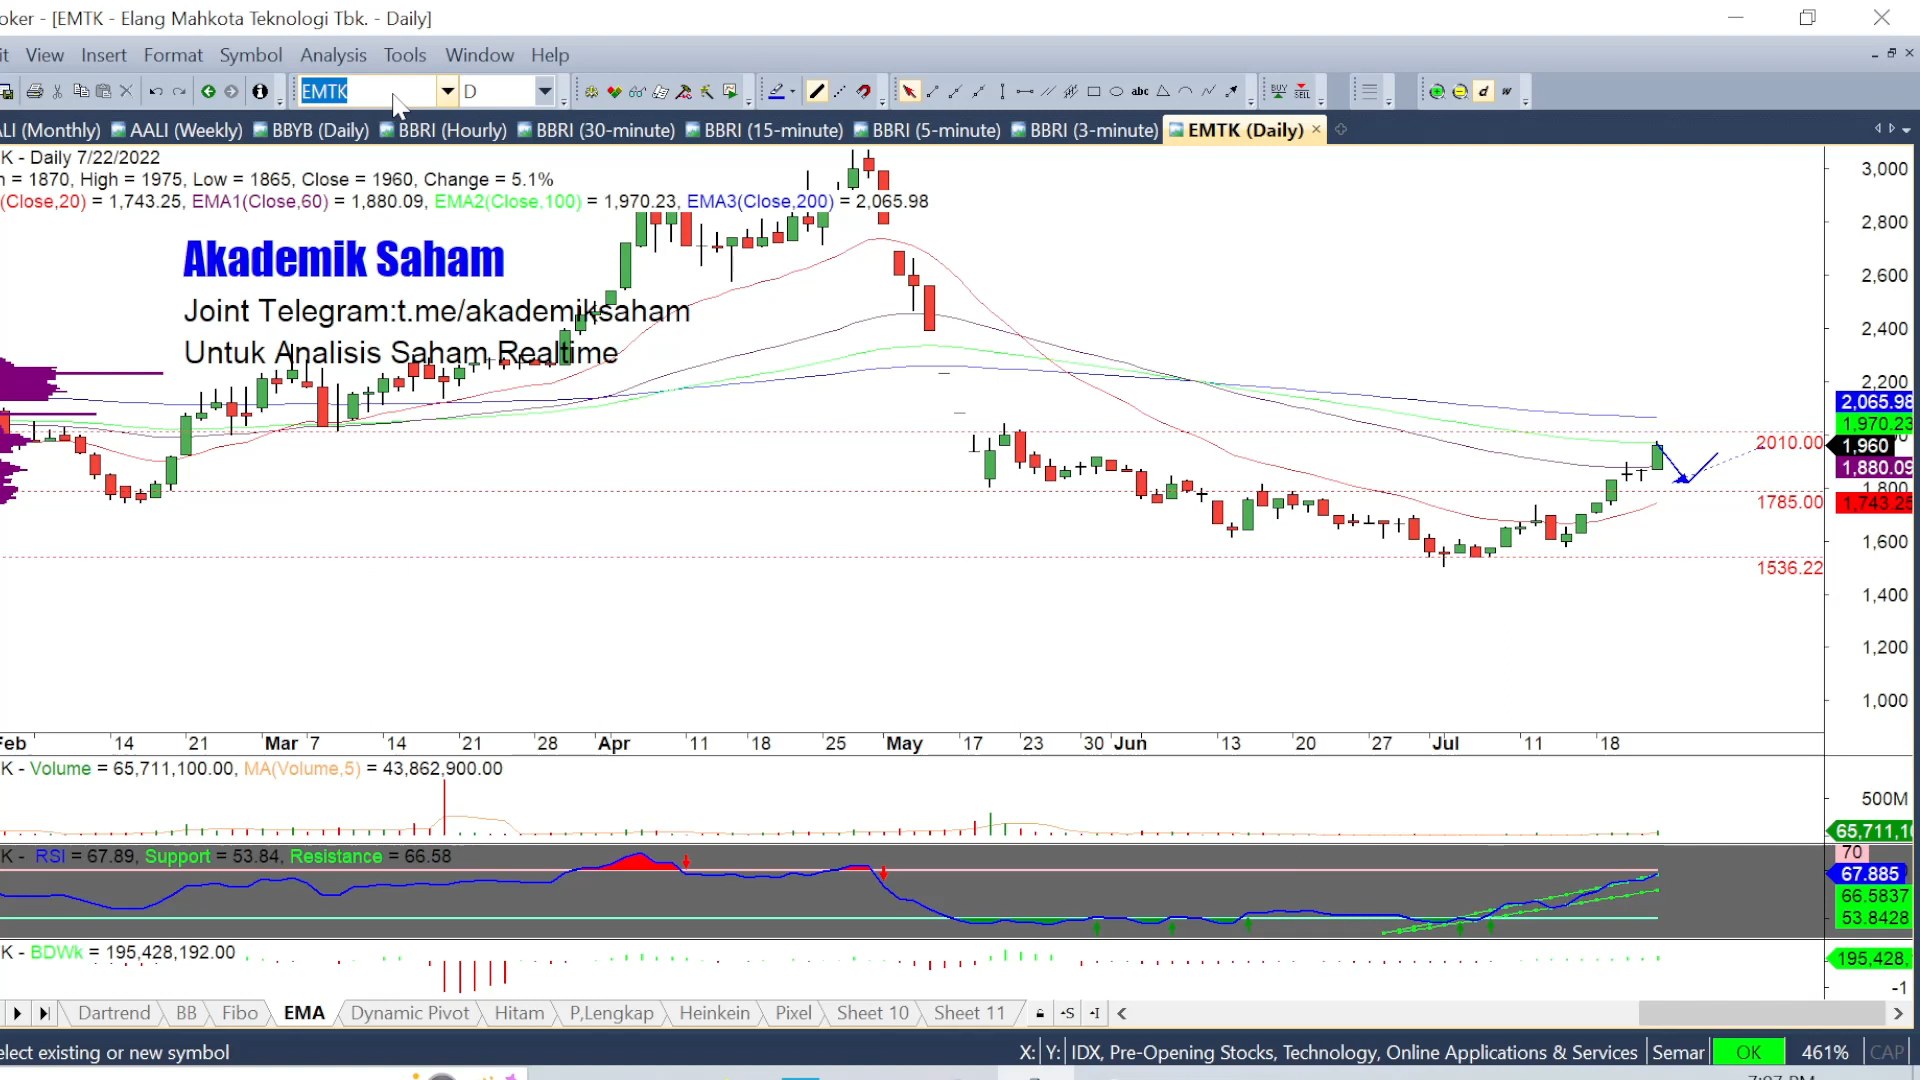 oker - [EMTK - Elang Mahkota Teknologi Tbk. - Daily]
it View Insert Format Symbol Analysis Tools Window Help
EMTK D abc BUY SELL d w
ALI (Monthly) AALI (Weekly) BBYB (Daily) BBRI (Hourly) BBRI (30-minute) BBRI (15-minute) BBRI (5-minute) BBRI (3-minute) EMTK (Daily)
K - Daily 7/22/2022
n = 1870, High = 1975, Low = 1865, Close = 1960, Change = 5.1%
(Close,20) = 1,743.25, EMA1(Close,60) = 1,880.09, EMA2(Close,100) = 1,970.23, EMA3(Close,200) = 2,065.98
Akademik Saham
Joint Telegram:t.me/akademiksaham
Untuk Analisis Saham Realtime
3,000
2,800
2,600
2,400
2,200
2,065.98
1,970.23
2010.00
1,960
1,880.09
1,800
1785.00
1,743.25
1,600
1536.22
1,400
1,200
1,000
Feb 14 21 Mar 7 14 21 28 Apr 11 18 25 May 17 23 30 Jun 13 20 27 Jul 11 18
K - Volume = 65,711,100.00, MA(Volume,5) = 43,862,900.00
500M
65,711,10
K - RSI = 67.89, Support = 53.84, Resistance = 66.58
70
67.885
66.5837
53.8428
K - BDWk = 195,428,192.00
195,428,
-1
Dartrend BB Fibo EMA Dynamic Pivot Hitam P,Lengkap Heinkein Pixel Sheet 10 Sheet 11
elect existing or new symbol X: Y: IDX, Pre-Opening Stocks, Technology, Online Applications & Services Semar OK 461% CAP